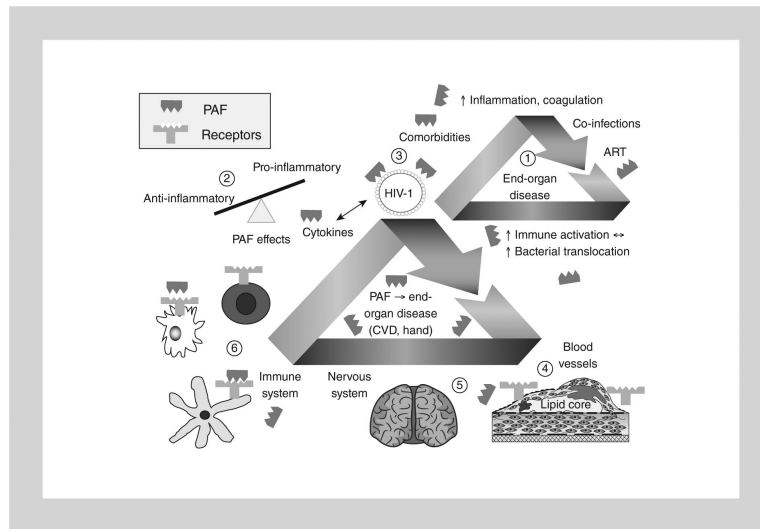 PAF
Receptors
↑ Inflammation, coagulation
Comorbidities
Co-infections
③
①
ART
②
Pro-inflammatory
Anti-inflammatory
HIV-1
End-organ
disease
PAF effects
Cytokines
↑ Immune activation ↔
↑ Bacterial translocation
PAF → end-
organ disease
(CVD, hand)
⑥
Blood
vessels
④
Immune
system
Nervous
system
⑤
Lipid core